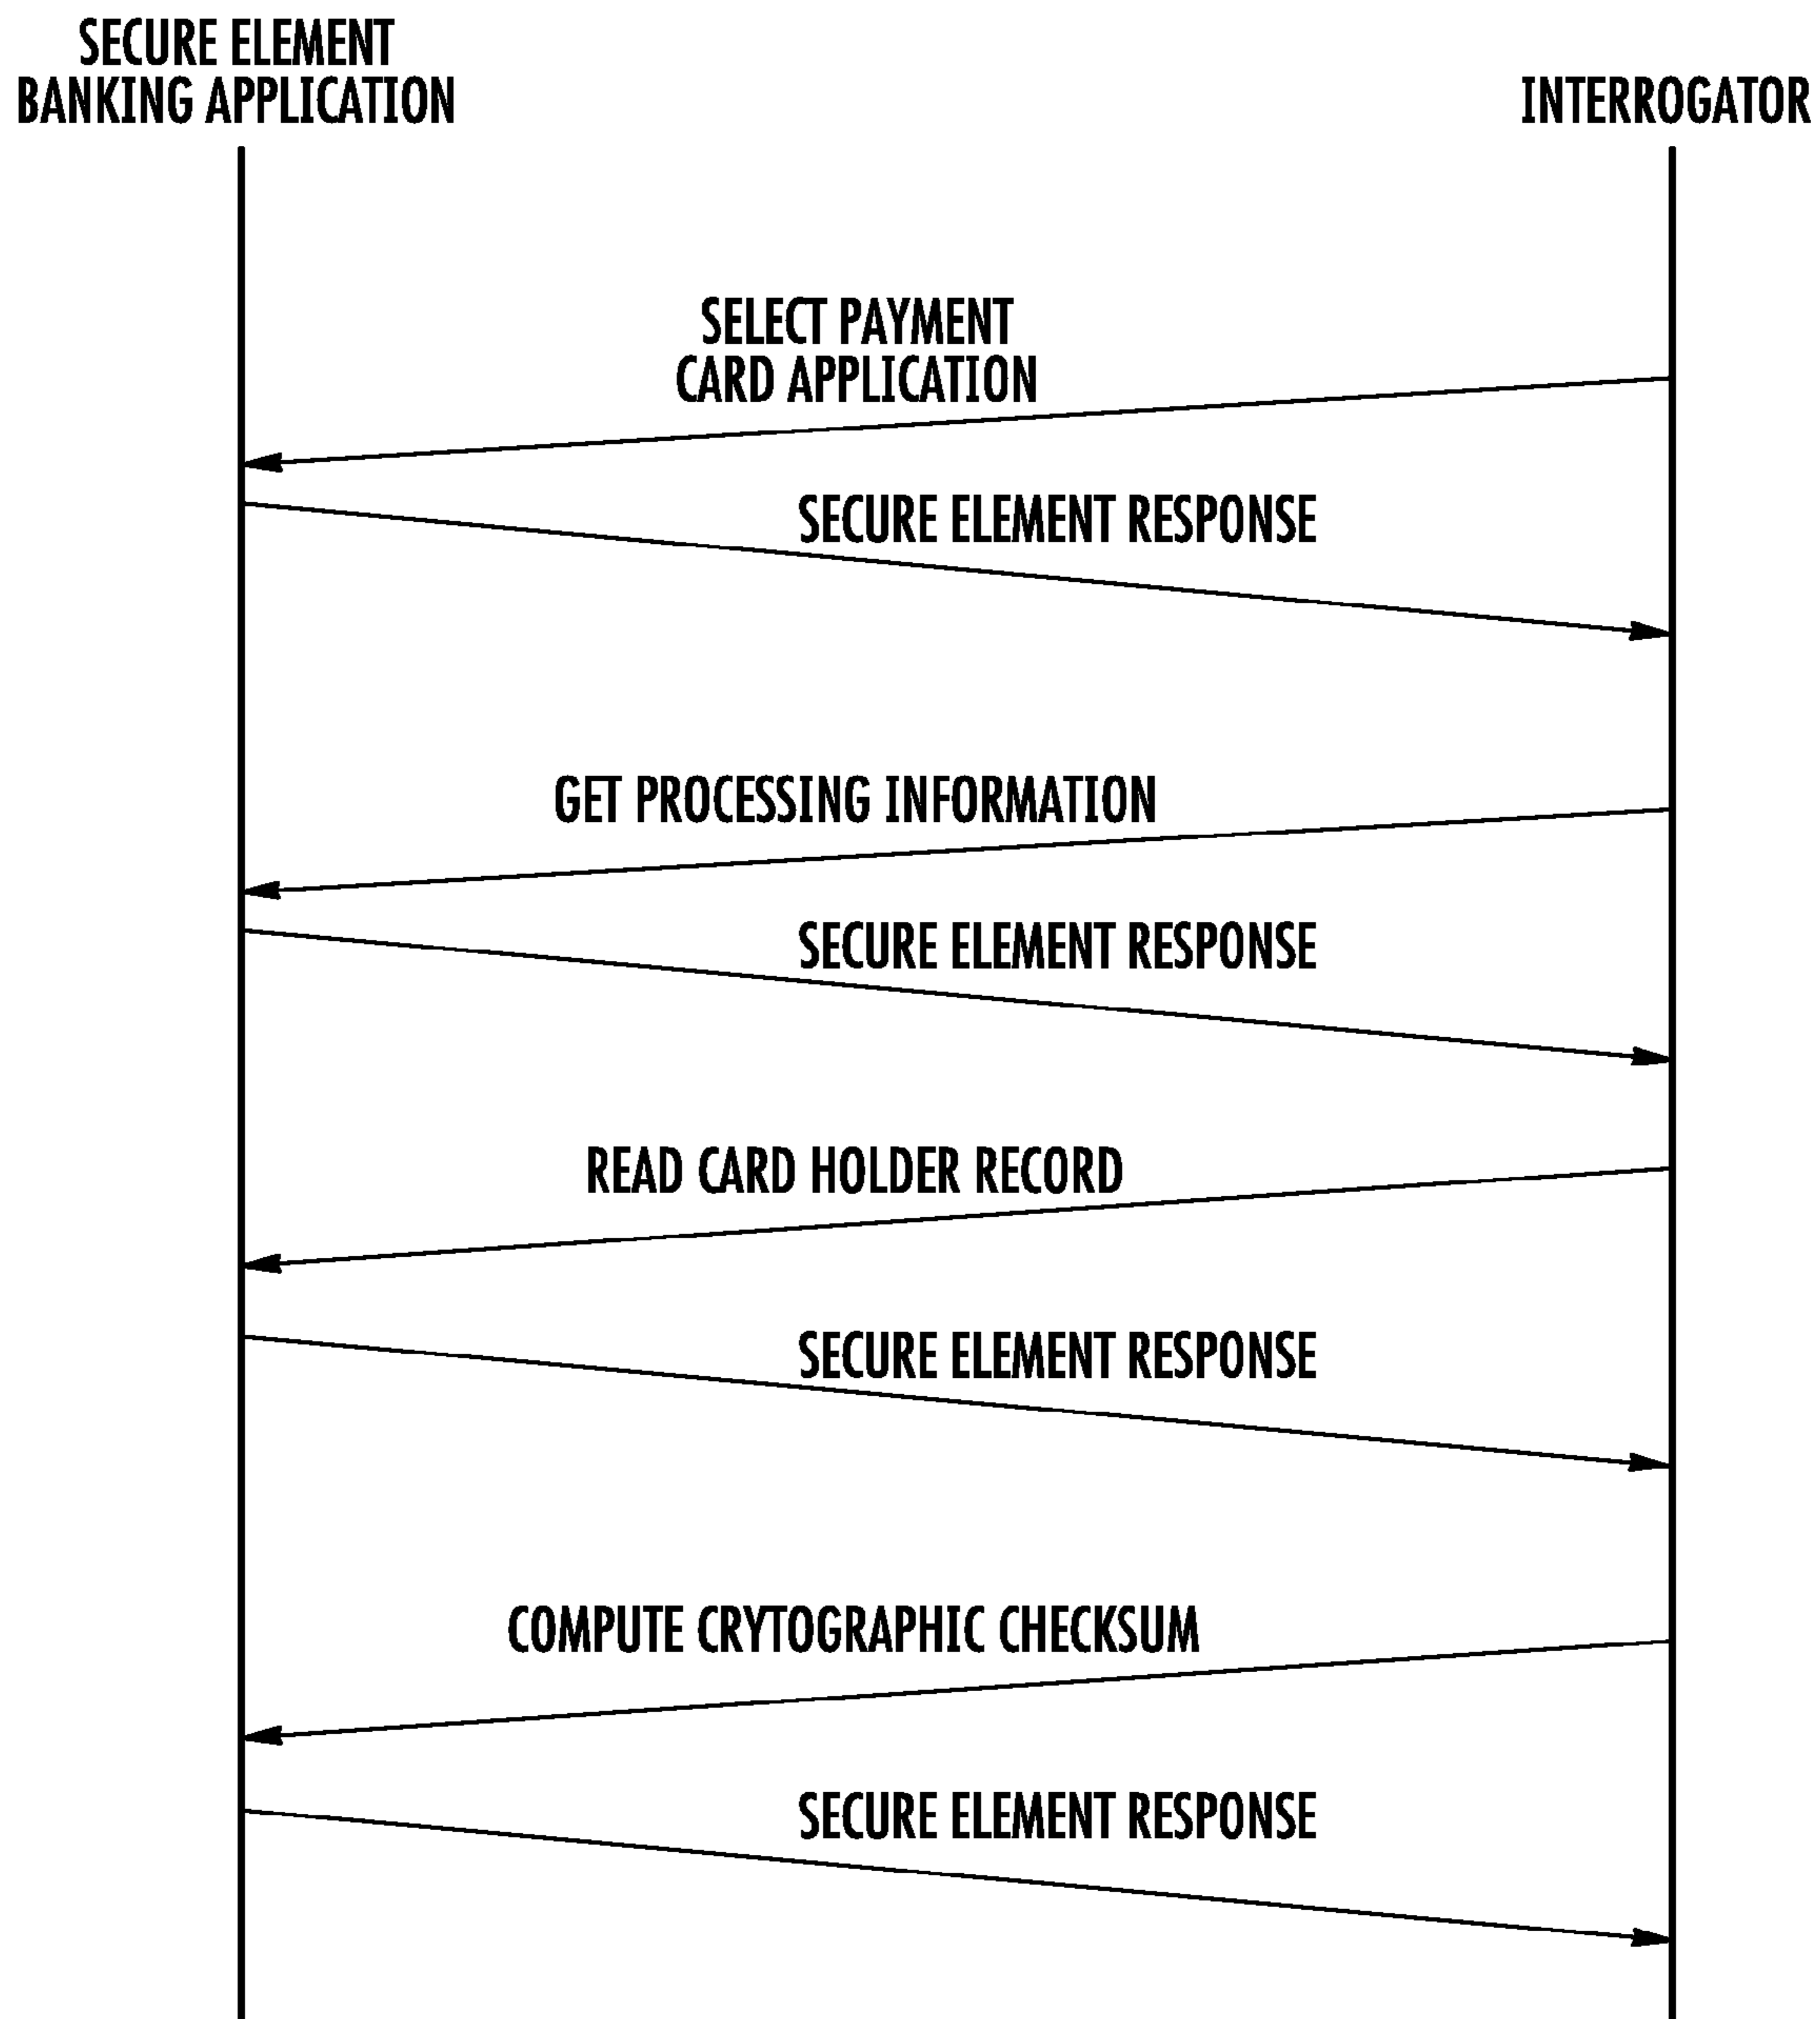 SECURE ELEMENT
BANKING APPLICATION
INTERROGATOR
SELECT PAYMENT
CARD APPLICATION
SECURE ELEMENT RESPONSE
GET PROCESSING INFORMATION
SECURE ELEMENT RESPONSE
READ CARD HOLDER RECORD
SECURE ELEMENT RESPONSE
COMPUTE CRYTOGRAPHIC CHECKSUM
SECURE ELEMENT RESPONSE